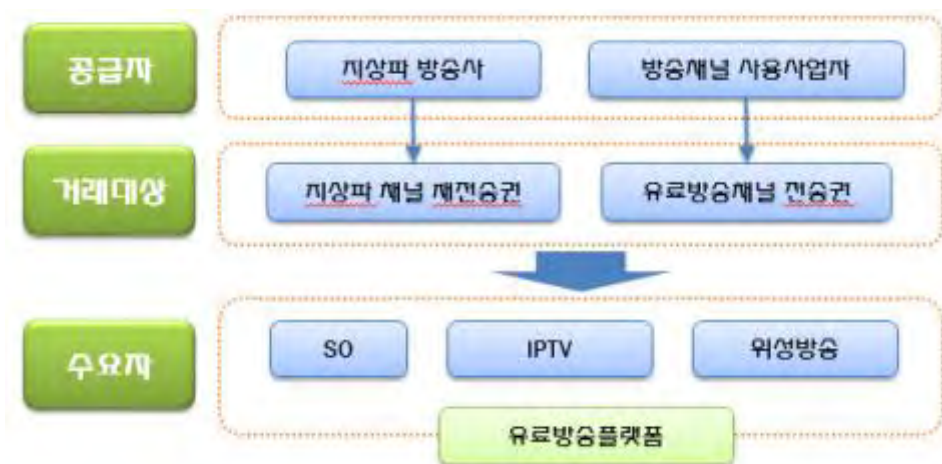 공급자
지상파 방송사
방송채널 사용사업자
거래대상
지상파 채널 재전송권
유료방송채널 전송권
수요자
SO
IPTV
위성방송
유료방송플랫폼